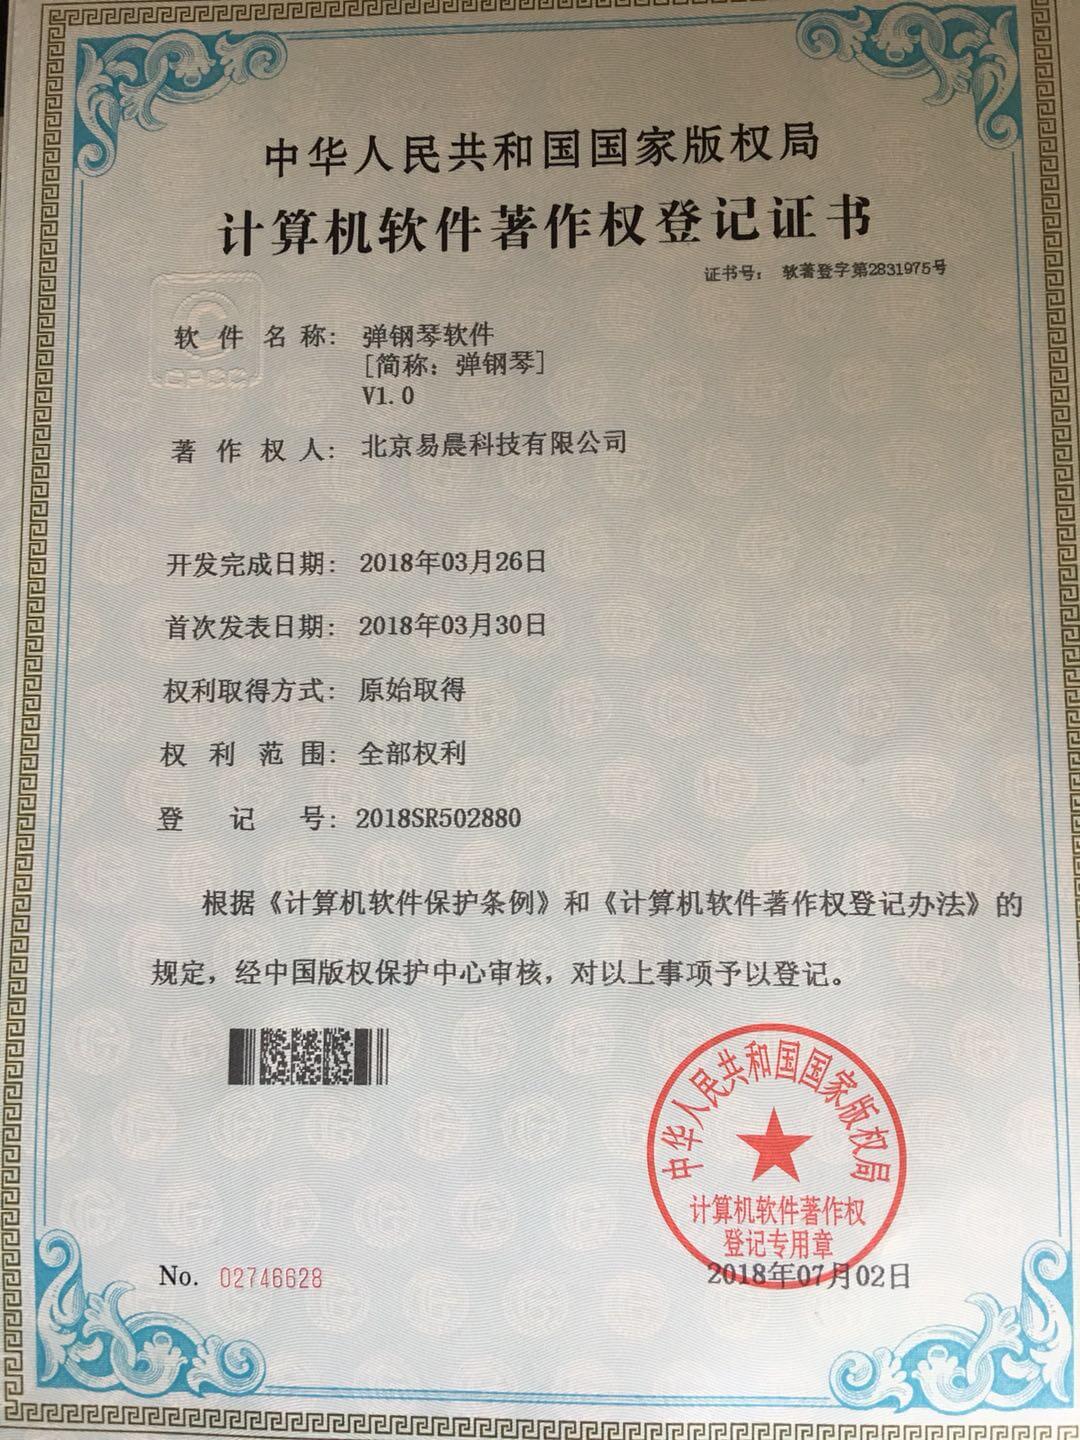 中华人民共和国国家版权局
计算机软件著作权登记证书
证书号： 软著登字第2831975号
CPCC
软件名称： 弹钢琴软件
[简称：弹钢琴]
V1.0
著作权人： 北京易晨科技有限公司
开发完成日期： 2018年03月26日
首次发表日期： 2018年03月30日
权利取得方式： 原始取得
权利范围： 全部权利
登记号： 2018SR502880
根据《计算机软件保护条例》和《计算机软件著作权登记办法》的
规定，经中国版权保护中心审核，对以上事项予以登记。
中华人民共和国国家版权局
计算机软件著作权
登记专用章
No. 02746628
2018年07月02日